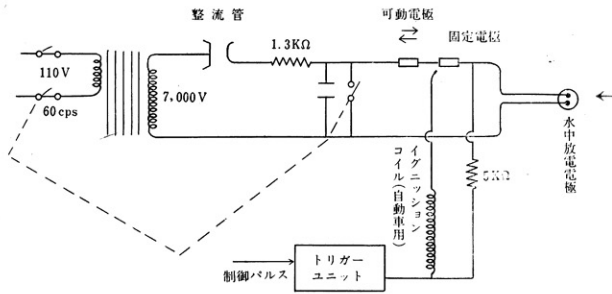 整流管
可動電極
固定電極
1.3KΩ
110V
7,000V
60cps
水中放電電極
イグニッション
コイル(自動車用)
5KΩ
トリガー
ユニット
制御パルス